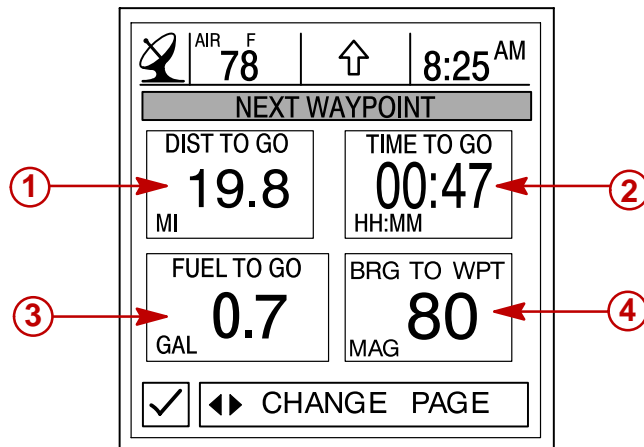 AIR F 78 8:25 AM
NEXT WAYPOINT
DIST TO GO
19.8
MI
TIME TO GO
00:47
HH:MM
FUEL TO GO
0.7
GAL
BRG TO WPT
80
MAG
CHANGE PAGE
1
2
3
4